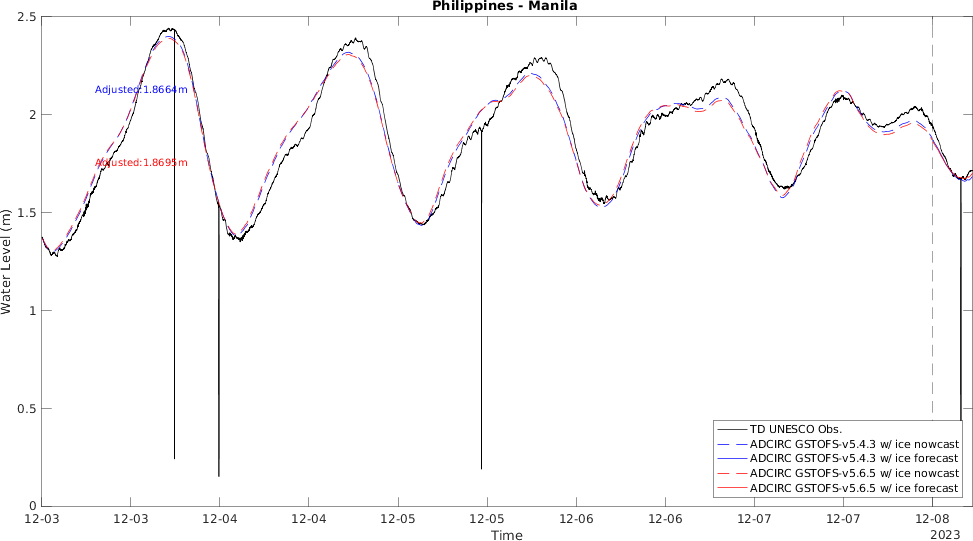 Philippines - Manila
2.5
2
1.5
1
0.5
0
Water Level (m)
Adjusted:1.8664m
Adjusted:1.8695m
TD UNESCO Obs.
ADCIRC GSTOFS-v5.4.3 w/ ice nowcast
ADCIRC GSTOFS-v5.4.3 w/ ice forecast
ADCIRC GSTOFS-v5.6.5 w/ ice nowcast
ADCIRC GSTOFS-v5.6.5 w/ ice forecast
12-03 12-03 12-04 12-04 12-05 12-05 12-06 12-06 12-07 12-07 12-08
Time
2023